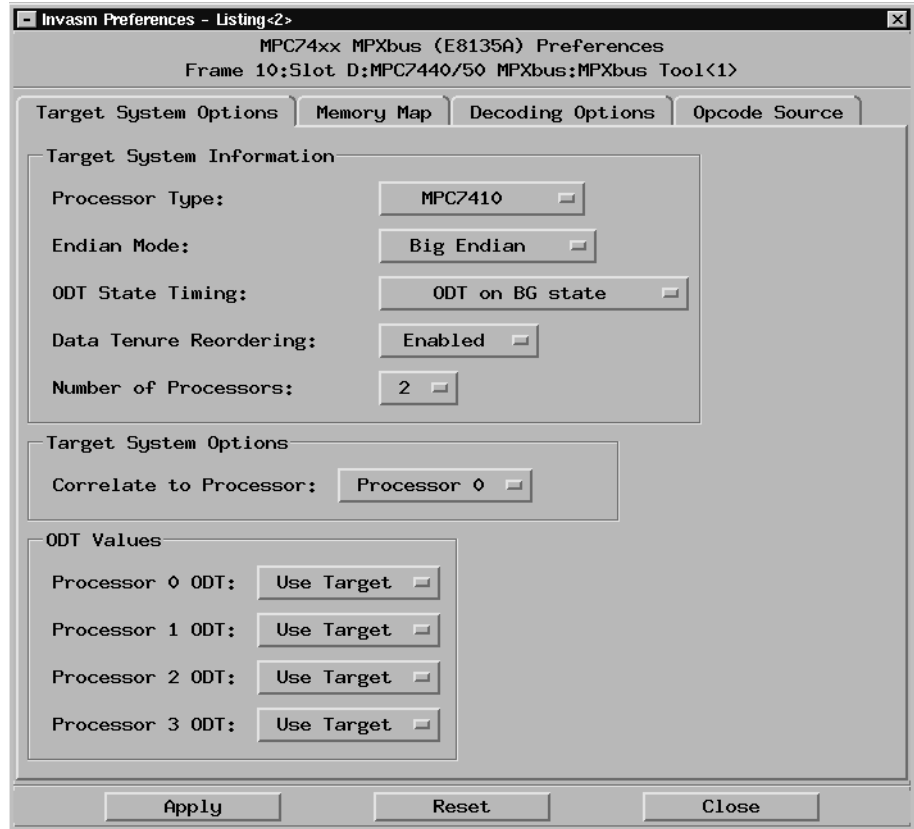 Invasm Preferences - Listing<2>
MPC74xx MPXbus (E8135A) Preferences
Frame 10:Slot D:MPC7440/50 MPXbus:MPXbus Tool<1>
Target System Options Memory Map Decoding Options Opcode Source
Target System Information
Processor Type: MPC7410
Endian Mode: Big Endian
ODT State Timing: ODT on BG state
Data Tenure Reordering: Enabled
Number of Processors: 2
Target System Options
Correlate to Processor: Processor 0
ODT Values
Processor 0 ODT: Use Target
Processor 1 ODT: Use Target
Processor 2 ODT: Use Target
Processor 3 ODT: Use Target
Apply Reset Close